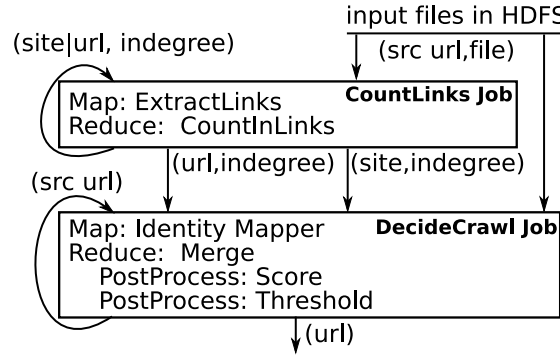 input files in HDFS
(site|url, indegree)
(src url,file)
CountLinks Job
Map: ExtractLinks
Reduce: CountInLinks
(url,indegree)
(site,indegree)
(src url)
DecideCrawl Job
Map: Identity Mapper
Reduce: Merge
PostProcess: Score
PostProcess: Threshold
(url)